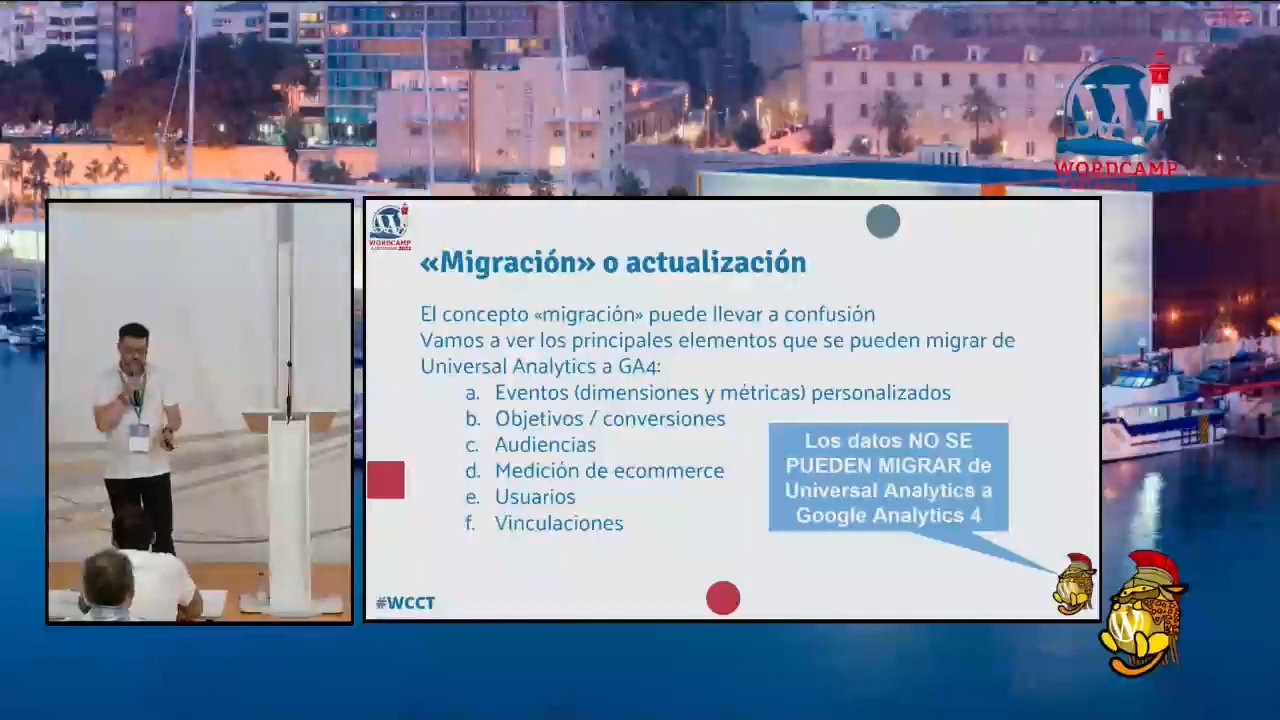 WORDCAMP
WORDCAMP
«Migración» o actualización
El concepto «migración» puede llevar a confusión
Vamos a ver los principales elementos que se pueden migrar de
Universal Analytics a GA4:
a. Eventos (dimensiones y métricas) personalizados
b. Objetivos / conversiones
c. Audiencias
d. Medición de ecommerce
e. Usuarios
f. Vinculaciones
Los datos NO SE
PUEDEN MIGRAR de
Universal Analytics a
Google Analytics 4
#WCCT